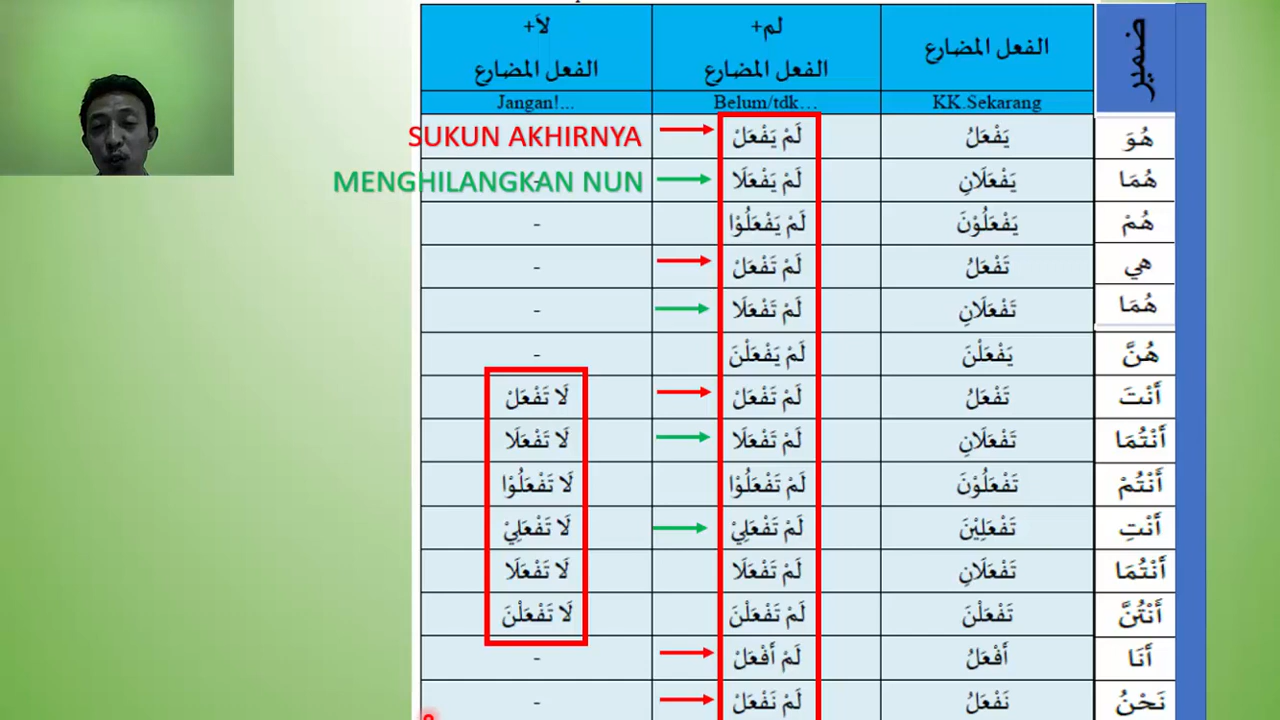 ضمير
الفعل المضارع
لم+
الفعل المضارع
لاَ+
الفعل المضارع
KK.Sekarang
Belum/tdk…
Jangan!...
هُوَ يَفْعَلُ لَمْ يَفْعَلْ SUKUN AKHIRNYA
هُمَا يَفْعَلَانِ لَمْ يَفْعَلَا MENGHILANGKAN NUN
هُمْ يَفْعَلُوْنَ لَمْ يَفْعَلُوْا -
هي تَفْعَلُ لَمْ تَفْعَلْ -
هُمَا تَفْعَلَانِ لَمْ تَفْعَلَا -
هُنَّ يَفْعَلْنَ لَمْ يَفْعَلْنَ -
أَنْتَ تَفْعَلُ لَمْ تَفْعَلْ لَا تَفْعَلْ
أَنْتُمَا تَفْعَلَانِ لَمْ تَفْعَلَا لَا تَفْعَلَا
أَنْتُمْ تَفْعَلُوْنَ لَمْ تَفْعَلُوْا لَا تَفْعَلُوْا
أَنْتِ تَفْعَلِيْنَ لَمْ تَفْعَلِيْ لَا تَفْعَلِيْ
أَنْتُمَا تَفْعَلَانِ لَمْ تَفْعَلَا لَا تَفْعَلَا
أَنْتُنَّ تَفْعَلْنَ لَمْ تَفْعَلْنَ لَا تَفْعَلْنَ
أَنَا أَفْعَلُ لَمْ أَفْعَلْ -
نَحْنُ نَفْعَلُ لَمْ نَفْعَلْ -